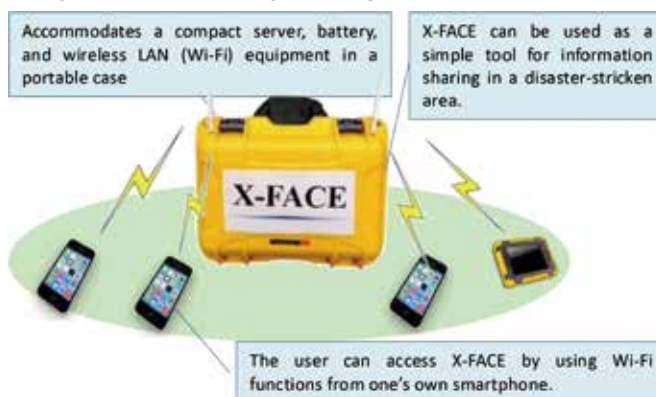 Accommodates a compact server, battery,
and wireless LAN (Wi-Fi) equipment in a
portable case
X-FACE can be used as a
simple tool for information
sharing in a disaster-stricken
area.
X-FACE
The user can access X-FACE by using Wi-Fi
functions from one's own smartphone.